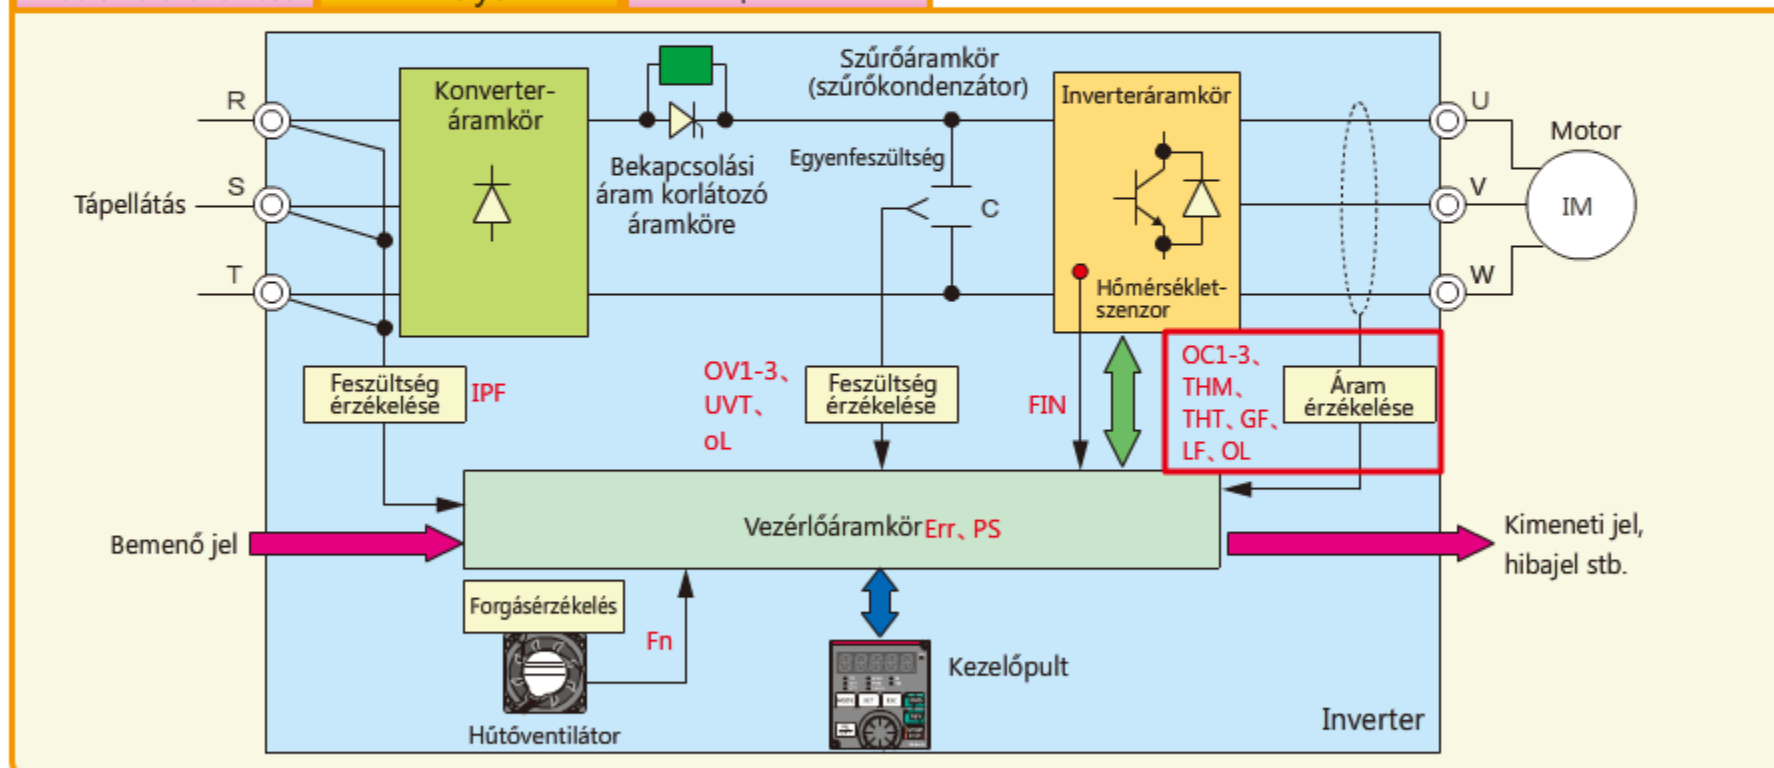 Szűrőáramkör
(szűrőkondenzátor)
Konverter-
áramkör
Inverteráramkör
R
U
Motor
Egyenfeszültség
Bekapcsolási
áram korlátozó
áramköre
Tápellátás
S
C
V
IM
T
Hőmérséklet-
szenzor
W
Feszültség
érzékelése
IPF
OV1-3、
UVT、
oL
Feszültség
érzékelése
FIN
OC1-3、
THM、
THT、GF、
LF、OL
Áram
érzékelése
Bemenő jel
Vezérlőáramkör Err、PS
Kimeneti jel,
hibajel stb.
Forgásérzékelés
Fn
Kezelőpult
Hűtőventilátor
Inverter